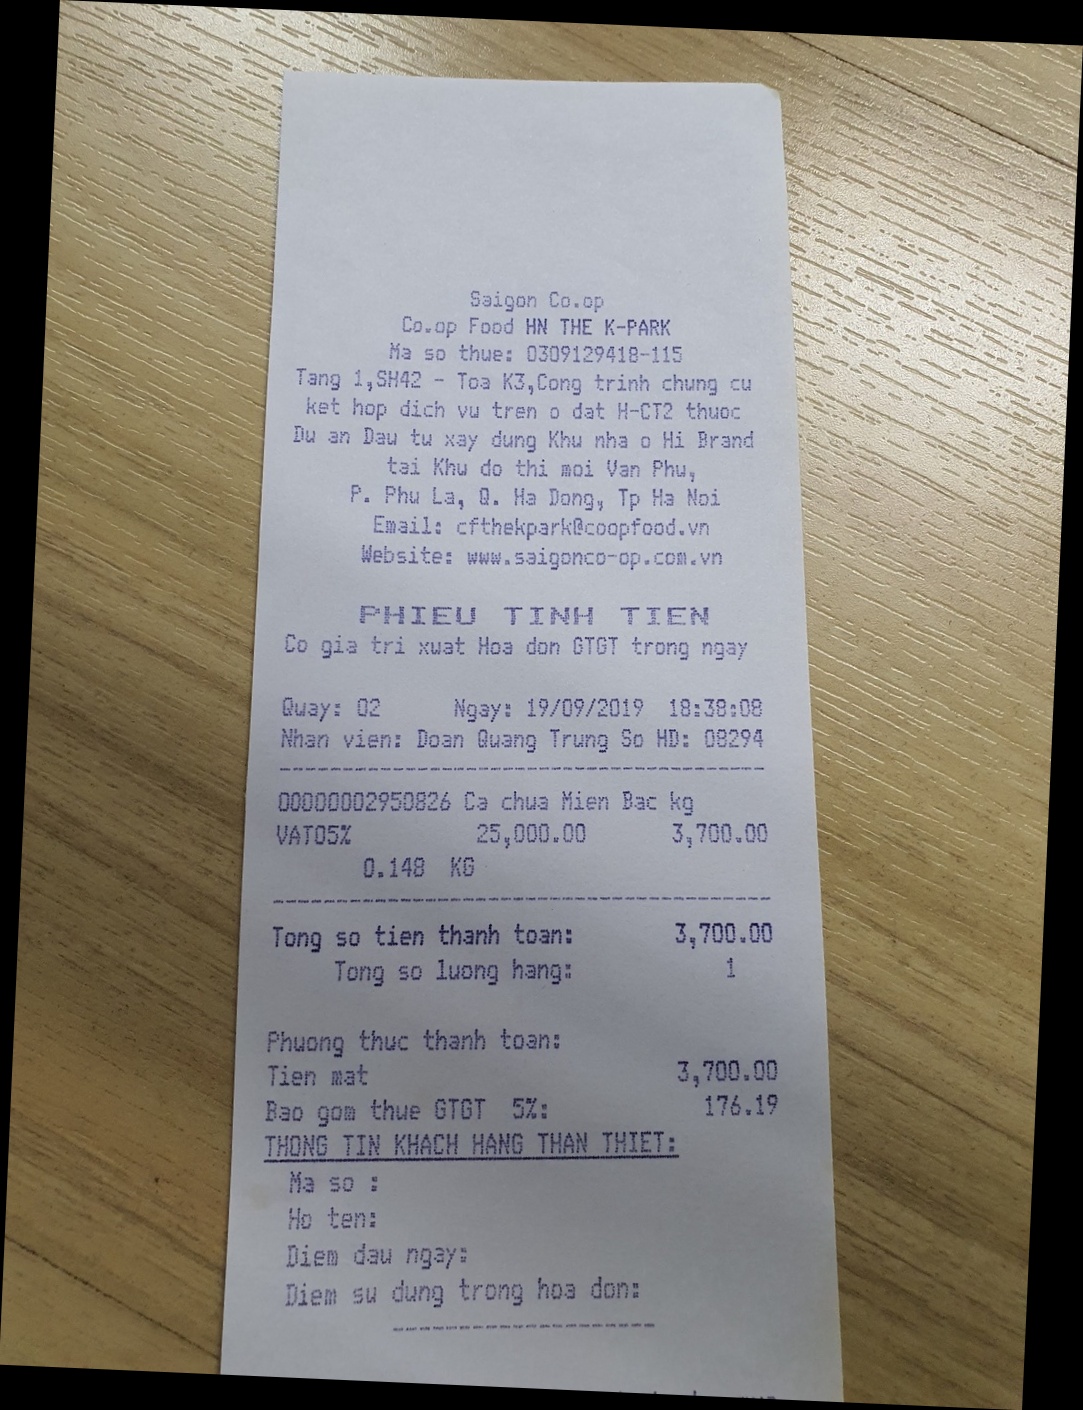 Saigon Co.op
Co.op Food HN THE K-PARK
Ma so thue: 0309129418-115
Tang 1,SH42 - Toa K3,Cong trinh chung cu
ket hop dich vu tren o dat H-CT2 thuoc
Du an Dau tu xay dung Khu nha o Hi Brand
tai Khu do thi moi Van Phu,
P. Phu La, Q. Ha Dong, Tp Ha Noi
Email: cfthekpark@coopfood.vn
Website: www.saigonco-op.com.vn
PHIEU TINH TIEN
Co gia tri xuat Hoa don GTGT trong ngay
Quay: 02 Ngay: 19/09/2019 18:38:08
Nhan vien: Doan Quang Trung So HD: 08294
00000002950826 Ca chua Mien Bac kg
VAT05% 25,000.00 3,700.00
0.148 KG
Tong so tien thanh toan: 3,700.00
Tong so luong hang: 1
Phuong thuc thanh toan:
Tien mat 3,700.00
Bao gom thue GTGT 5%: 176.19
THONG TIN KHACH HANG THAN THIET:
Ma so :
Ho ten:
Diem dau ngay:
Diem su dung trong hoa don: